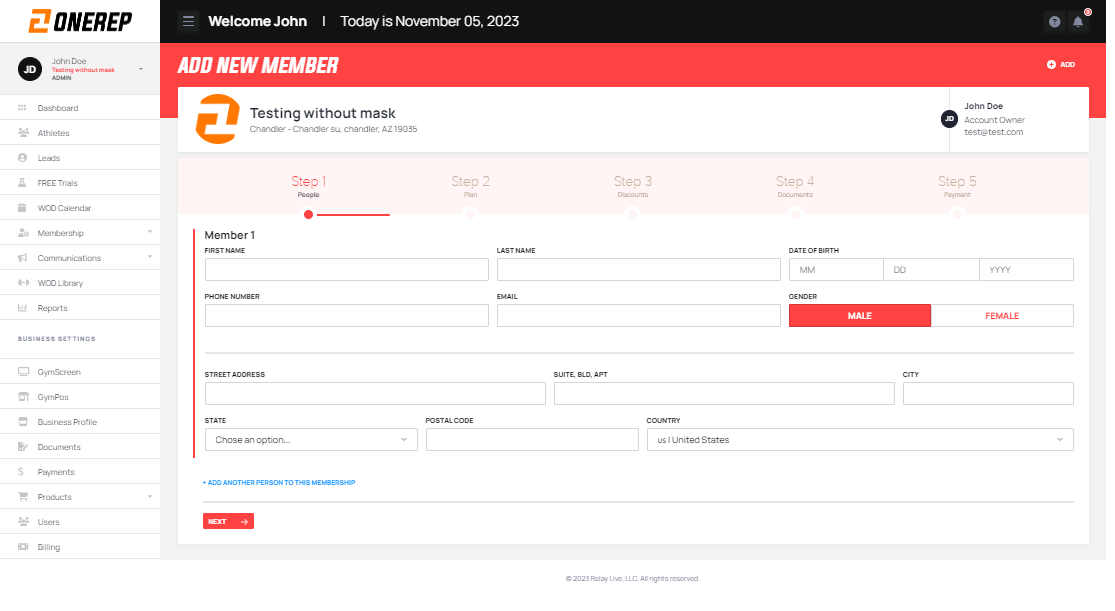 ONEREP
Welcome John | Today is November 05, 2023
3
JD
John Doe
Testing without mask
ADMIN
Dashboard
Athletes
Leads
FREE Trials
WOD Calendar
Membership
Communications
WOD Library
Reports
BUSINESS SETTINGS
GymScreen
GymPos
Business Profile
Documents
Payments
Products
Users
Billing
ADD NEW MEMBER
ADD
Testing without mask
Chandler - Chandler su, chandler, AZ 19035
JD
John Doe
Account Owner
test@test.com
Step 1
People
Step 2
Plan
Step 3
Discounts
Step 4
Documents
Step 5
Payment
Member 1
FIRST NAME
LAST NAME
DATE OF BIRTH
MM
DD
YYYY
PHONE NUMBER
EMAIL
GENDER
MALE
FEMALE
STREET ADDRESS
SUITE, BLD, APT
CITY
STATE
POSTAL CODE
COUNTRY
Chose an option...
us | United States
+ ADD ANOTHER PERSON TO THIS MEMBERSHIP
NEXT
© 2023 Relay Live, LLC. All rights reserved.